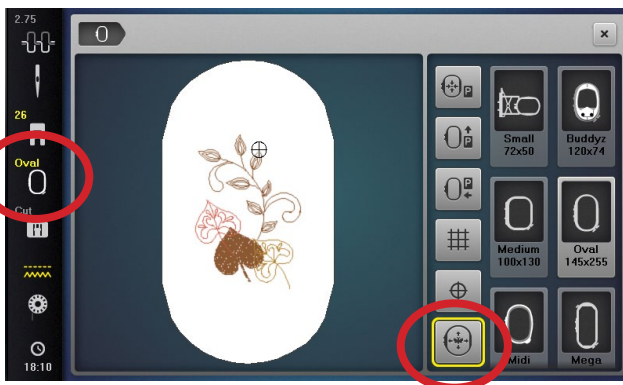 2.75
26
Oval
Cut
18:10
P
P
P
Small
72x50
Buddyz
120x74
Medium
100x130
Oval
145x255
Midi
Mega